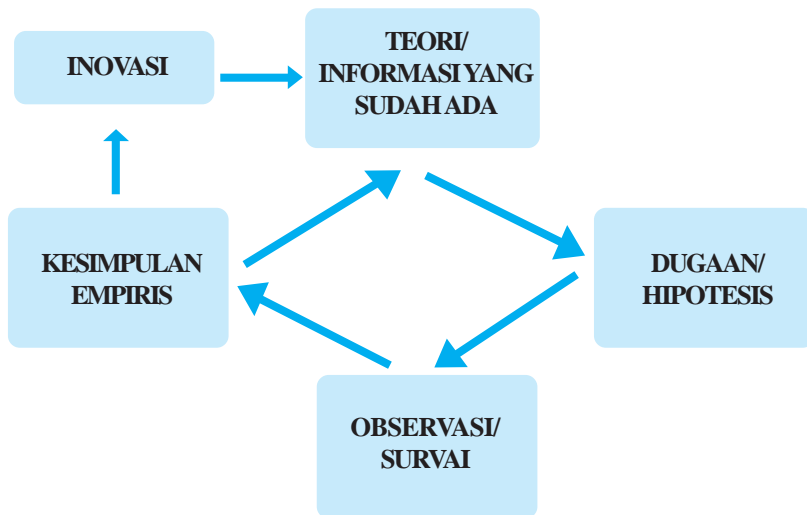 INOVASI
TEORI/
INFORMASI YANG
SUDAH ADA
KESIMPULAN
EMPIRIS
DUGAAN/
HIPOTESIS
OBSERVASI/
SURVAI